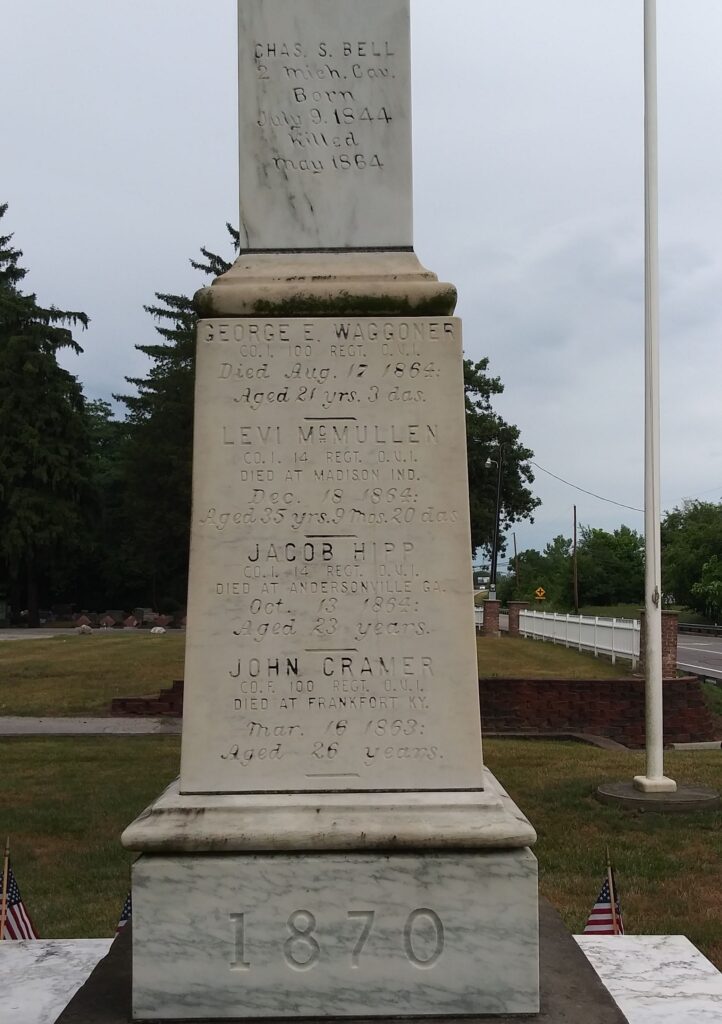 CHAS. S. BELL
2 Mich. Cav.
Born
July 9, 1844
Killed
May 1864
GEORGE E. WAGGONER
CO. I. 100 REGT. O.V.I.
Died Aug. 17 1864:
Aged 21 yrs. 3 das.
LEVI McMULLEN
CO. I. 14 REGT. O.V.I.
DIED AT MADISON IND.
Dec. 18 1864:
Aged 35 yrs. 9 mos. 20 das
JACOB HIPP
CO. I. 14 REGT. O.V.I.
DIED AT ANDERSONVILLE GA.
Oct. 13 1864:
Aged 23 years.
JOHN CRAMER
CO. F. 100 REGT. O.V.I.
DIED AT FRANKFORT KY.
Mar. 16 1863:
Aged 26 years.
1870